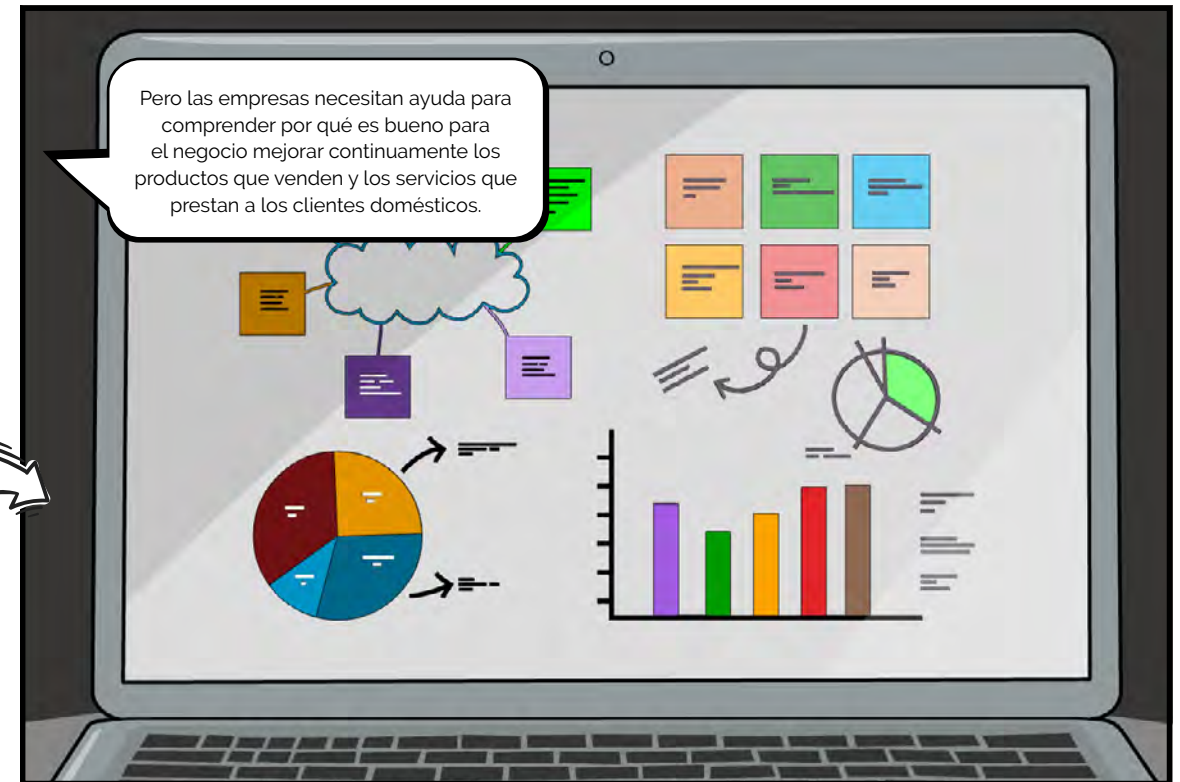 Pero las empresas necesitan ayuda para
comprender por qué es bueno para
el negocio mejorar continuamente los
productos que venden y los servicios que
prestan a los clientes domésticos.